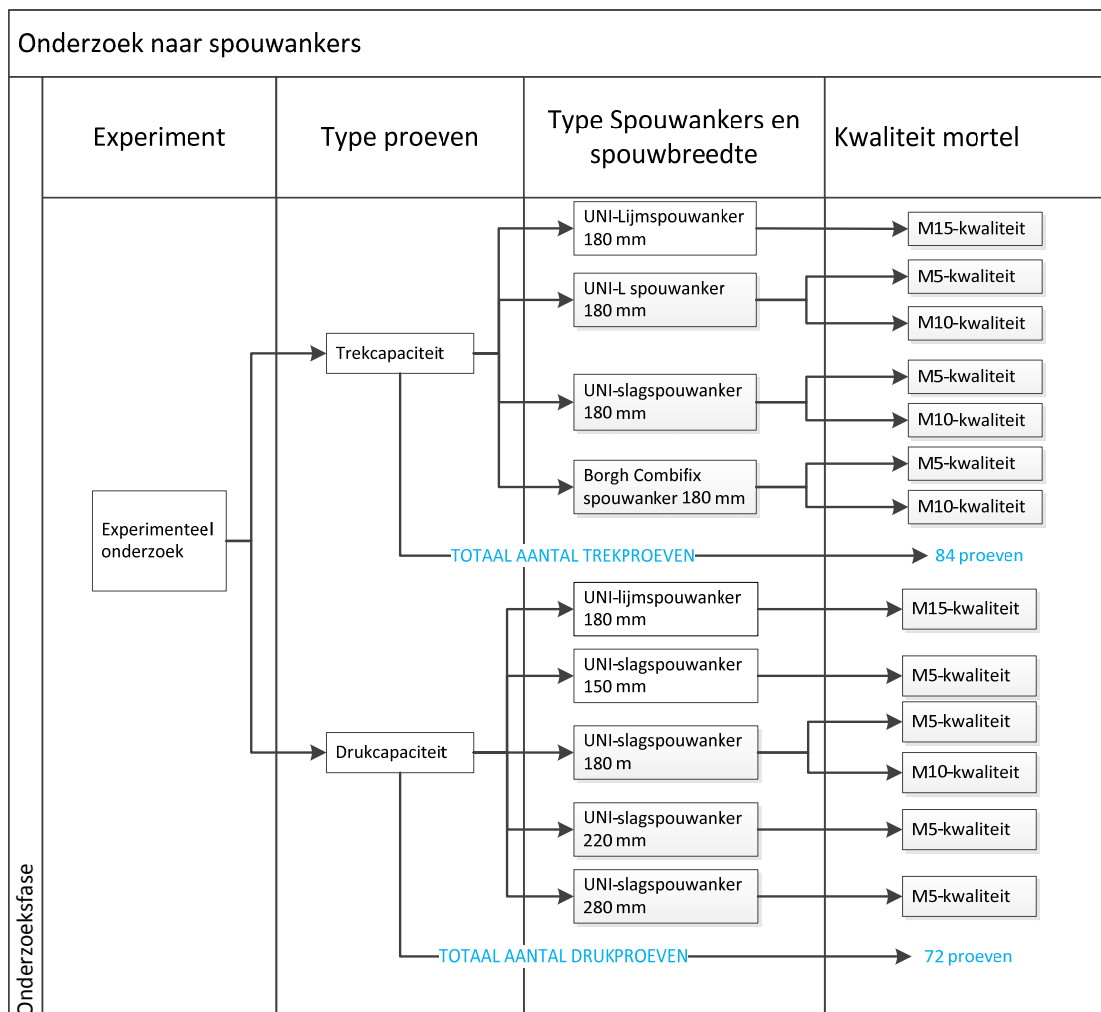 Onderzoek naar spouwankers
Experiment
Type proeven
Type Spouwankers en
spouwbreedte
Kwaliteit mortel
Onderzoeksfase
Experimenteel
onderzoek
Trekcapaciteit
UNI-Lijmspouwanker
180 mm
M15-kwaliteit
UNI-L spouwanker
180 mm
M5-kwaliteit
M10-kwaliteit
UNI-slagspouwanker
180 mm
M5-kwaliteit
M10-kwaliteit
Borgh Combifix
spouwanker 180 mm
M5-kwaliteit
M10-kwaliteit
TOTAAL AANTAL TREKPROEVEN
84 proeven
Drukcapaciteit
UNI-lijmspouwanker
180 mm
M15-kwaliteit
UNI-slagspouwanker
150 mm
M5-kwaliteit
UNI-slagspouwanker
180 m
M5-kwaliteit
M10-kwaliteit
UNI-slagspouwanker
220 mm
M5-kwaliteit
UNI-slagspouwanker
280 mm
M5-kwaliteit
TOTAAL AANTAL DRUKPROEVEN
72 proeven